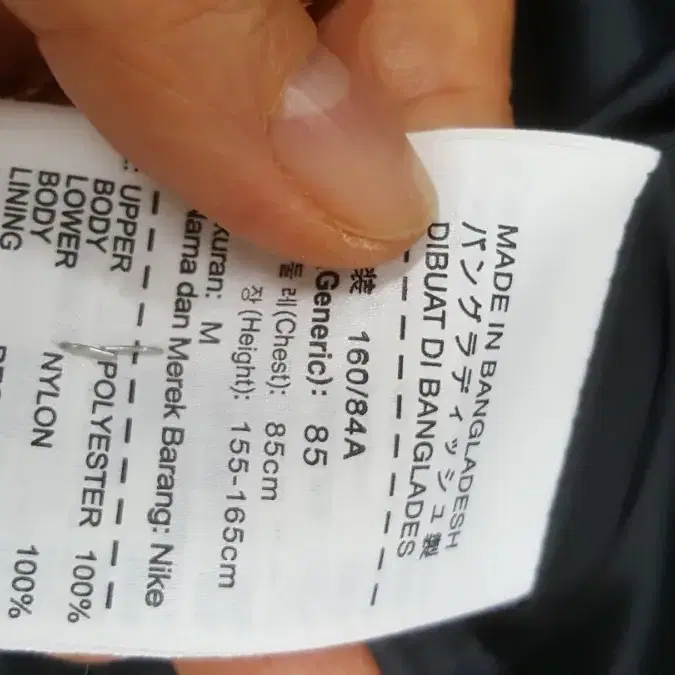 MADE IN BANGLADESH
バングラディッシュ製
DIBUAT DI BANGLADES
装 160/84A
Generic): 85
둘레(Chest): 85cm
장(Height): 155-165cm
kuran: M
Nama dan Merek Barang: Nike
UPPER BODY POLYESTER 100%
LOWER BODY NYLON 100%
LINING